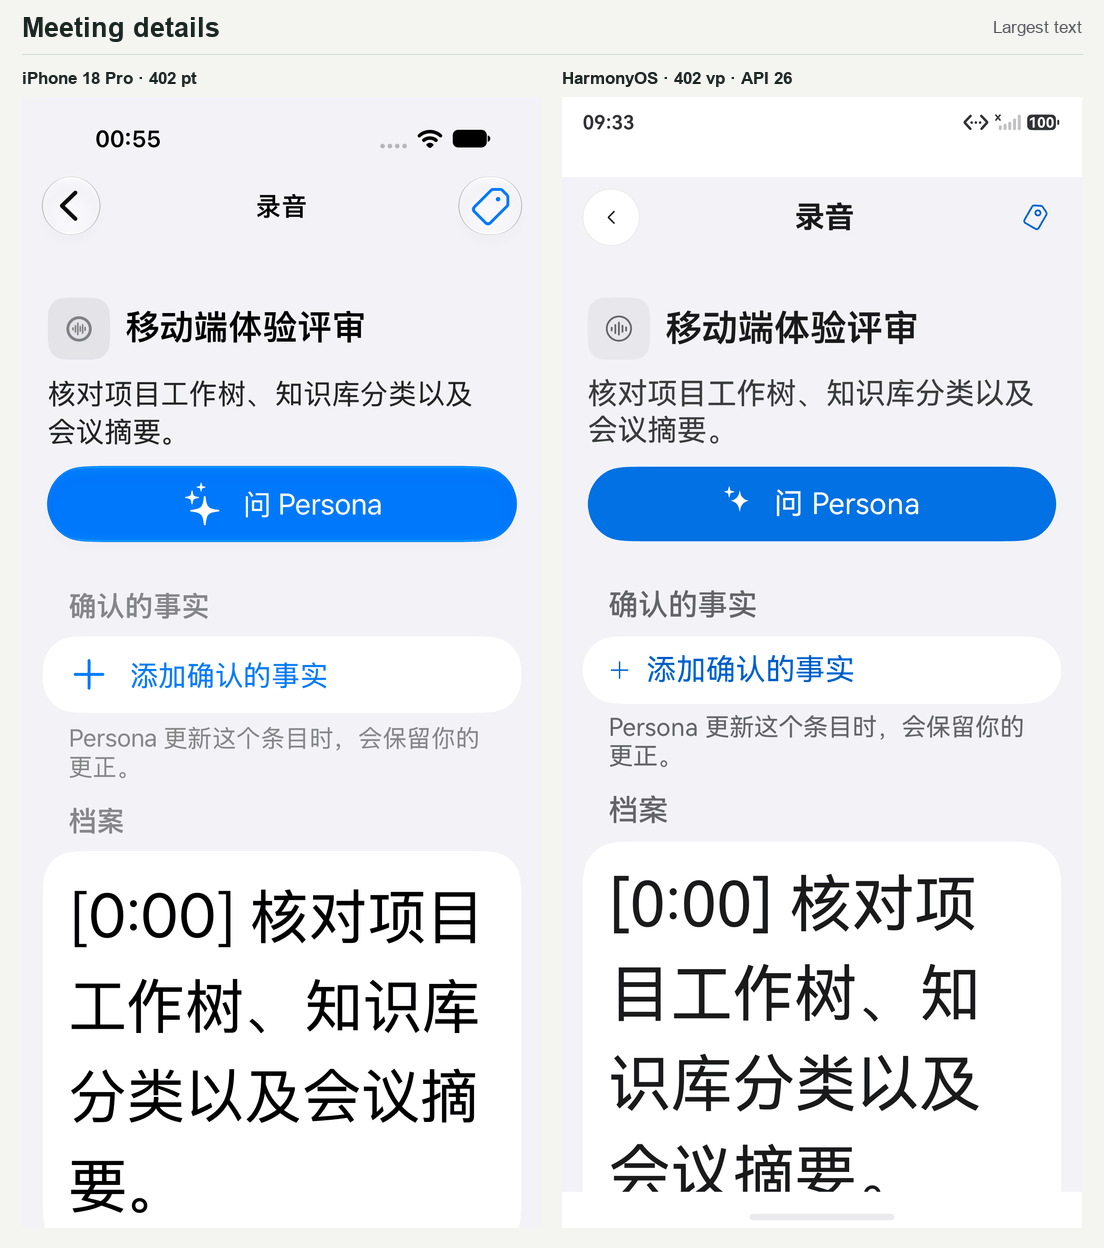 Meeting details
Largest text
iPhone 18 Pro · 402 pt
00:55
录音
移动端体验评审
核对项目工作树、知识库分类以及
会议摘要。
问 Persona
确认的事实
添加确认的事实
Persona 更新这个条目时，会保留你的
更正。
档案
[0:00] 核对项目
工作树、知识库
分类以及会议摘
要。
HarmonyOS · 402 vp · API 26
09:33
100
录音
移动端体验评审
核对项目工作树、知识库分类以及
会议摘要。
问 Persona
确认的事实
添加确认的事实
Persona 更新这个条目时，会保留你的
更正。
档案
[0:00] 核对项
目工作树、知
识库分类以及
会议摘要。